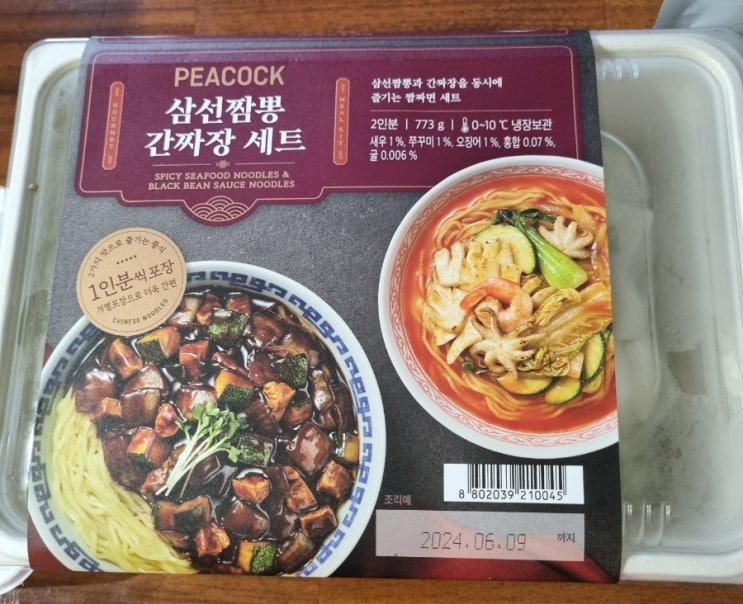 PEACOCK
삼선짬뽕
간짜장 세트
SPICY SEAFOOD NOODLES &
BLACK BEAN SAUCE NOODLES
GOURMET
MEAL KIT
삼선짬뽕과 간짜장을 동시에
즐기는 짬짜면 세트
2인분 | 773 g | 0~10 ℃ 냉장보관
새우 1 %, 쭈꾸미 1 %, 오징어 1 %, 홍합 0.07 %,
굴 0.006 %
2가지 맛으로 즐기는 중식
1인분씩 포장
개별포장으로 더욱 간편
CHINESE NOODLES
8 802039 210045
조리예
2024.06.09 까지